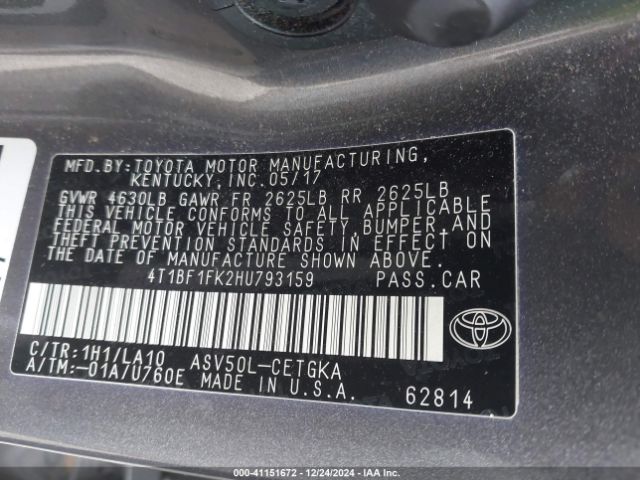 MFD.BY:TOYOTA MOTOR MANUFACTURING,
KENTUCKY,INC.05/17
GVWR 4630LB GAWR FR 2625LB RR 2625LB
THIS VEHICLE CONFORMS TO ALL APPLICABLE
FEDERAL MOTOR VEHICLE SAFETY,BUMPER,AND
THEFT PREVENTION STANDARDS IN EFFECT ON
THE DATE OF MANUFACTURE SHOWN ABOVE.
4T1BF1FK2HU793159 PASS.CAR
C/TR:1H1/LA10 ASV50L-CETGKA
A/TM:-01A/U760E MADE IN U.S.A.
62814
000-41151672 • 12/24/2024 • IAA Inc.